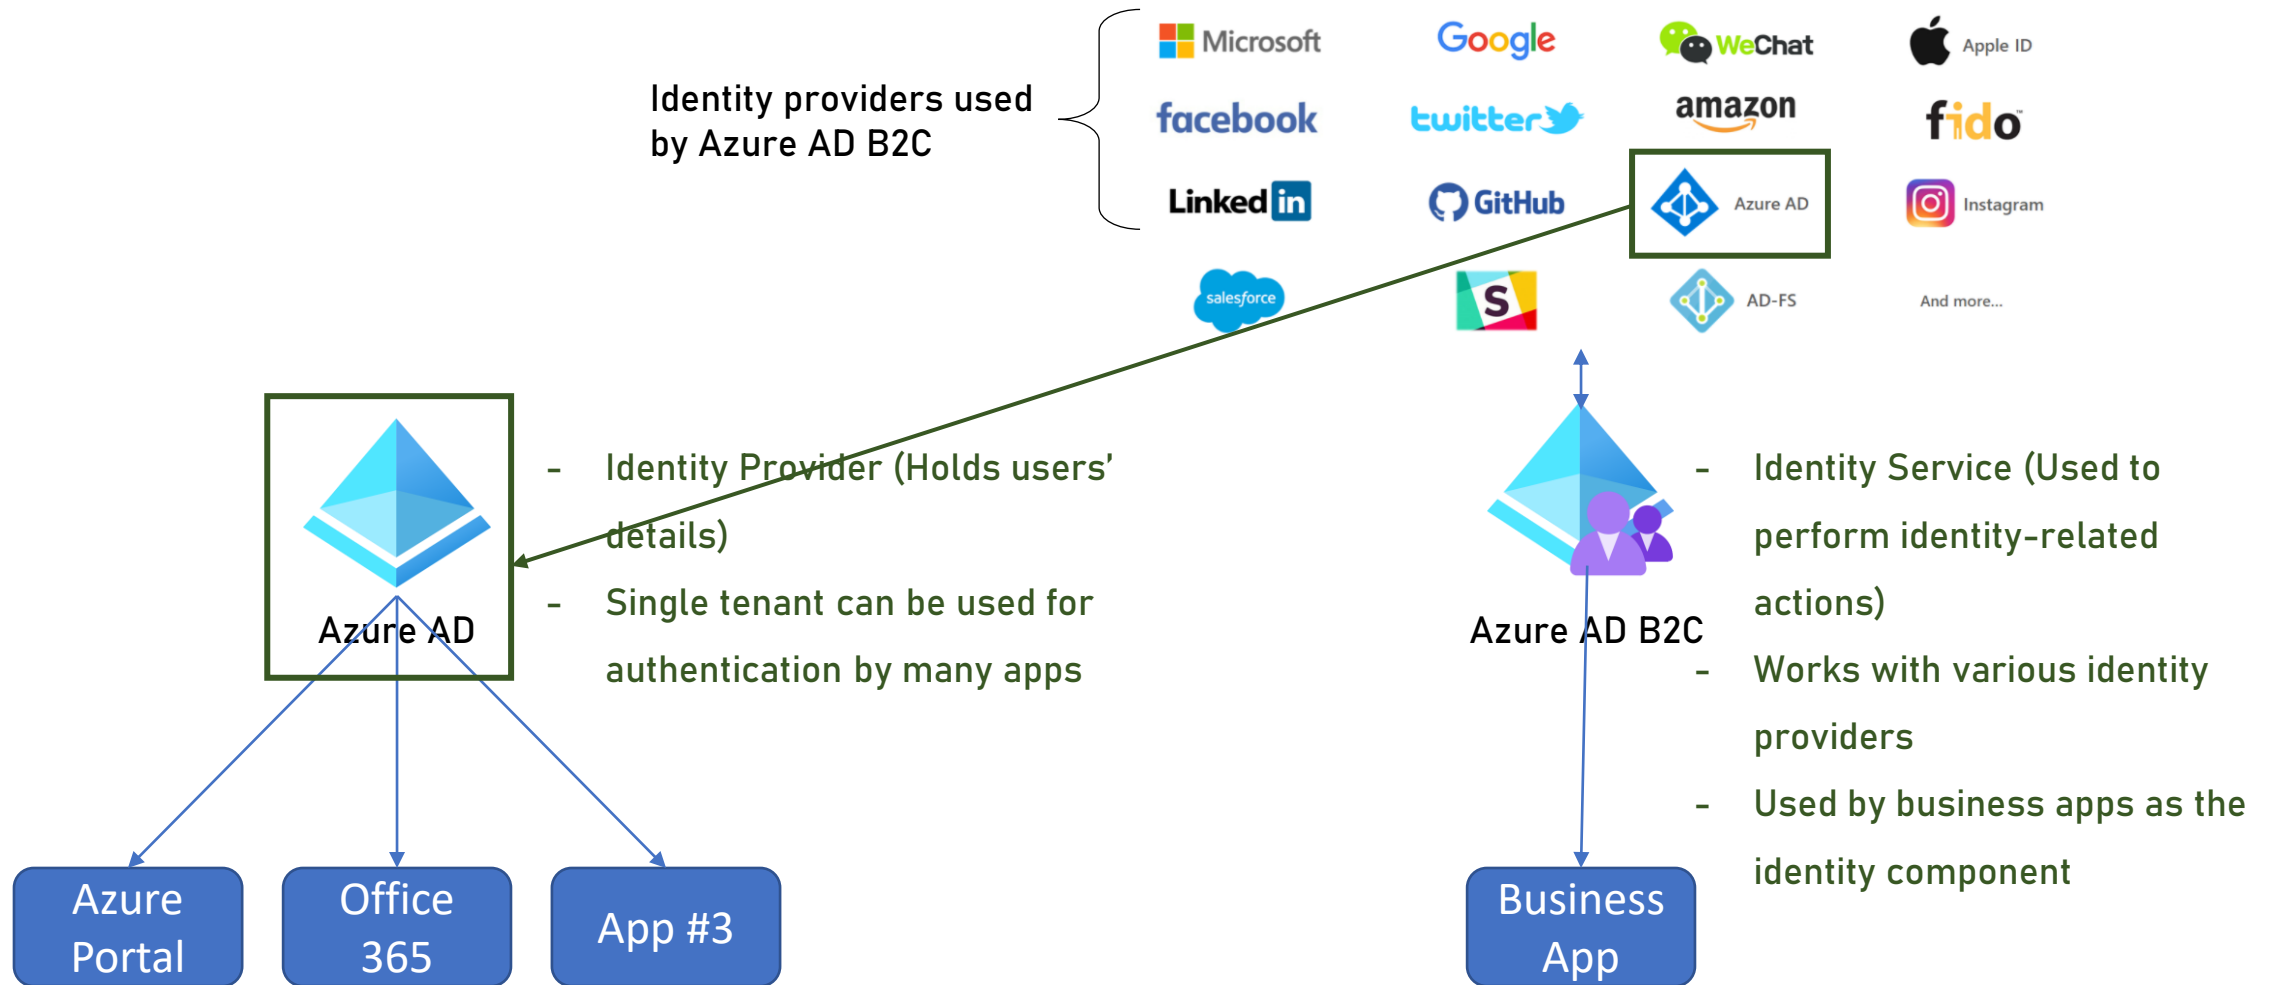 Microsoft
Google
WeChat
Apple ID
Identity providers used
by Azure AD B2C
facebook
twitter
amazon
fido™
Linked in
GitHub
Azure AD
Instagram
salesforce
S
AD-FS
And more...
Azure AD
- Identity Provider (Holds users’
details)
- Single tenant can be used for
authentication by many apps
Azure AD B2C
- Identity Service (Used to
perform identity-related
actions)
- Works with various identity
providers
- Used by business apps as the
identity component
Azure
Portal
Office
365
App #3
Business
App